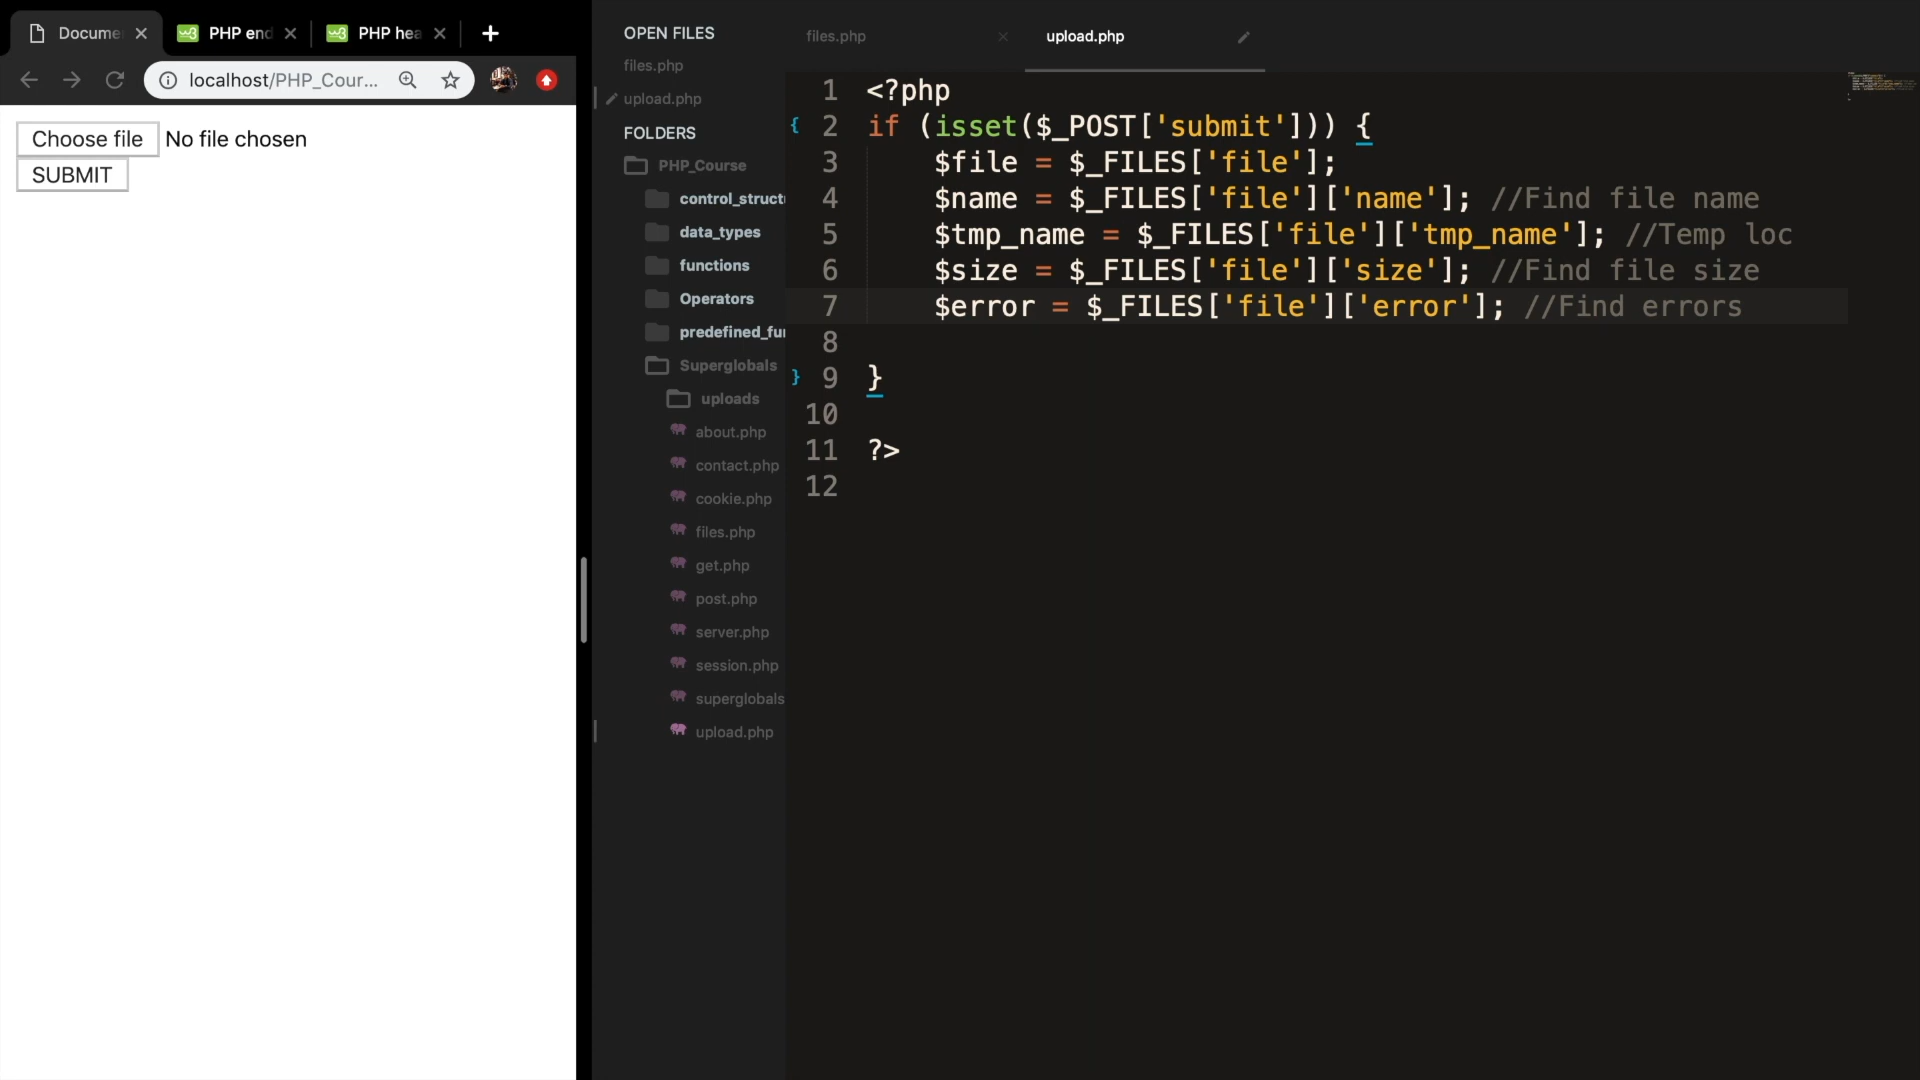 Docume
PHP end
PHP hea
localhost/PHP_Cour...
Choose file No file chosen
SUBMIT
OPEN FILES
files.php
upload.php
FOLDERS
PHP_Course
control_struct
data_types
functions
Operators
predefined_fu
Superglobals
uploads
about.php
contact.php
cookie.php
files.php
get.php
post.php
server.php
session.php
superglobals
upload.php
files.php
upload.php
1 <?php
2 if (isset($_POST['submit'])) {
3 $file = $_FILES['file'];
4 $name = $_FILES['file']['name']; //Find file name
5 $tmp_name = $_FILES['file']['tmp_name']; //Temp loc
6 $size = $_FILES['file']['size']; //Find file size
7 $error = $_FILES['file']['error']; //Find errors
8
9 }
10
11 ?>
12